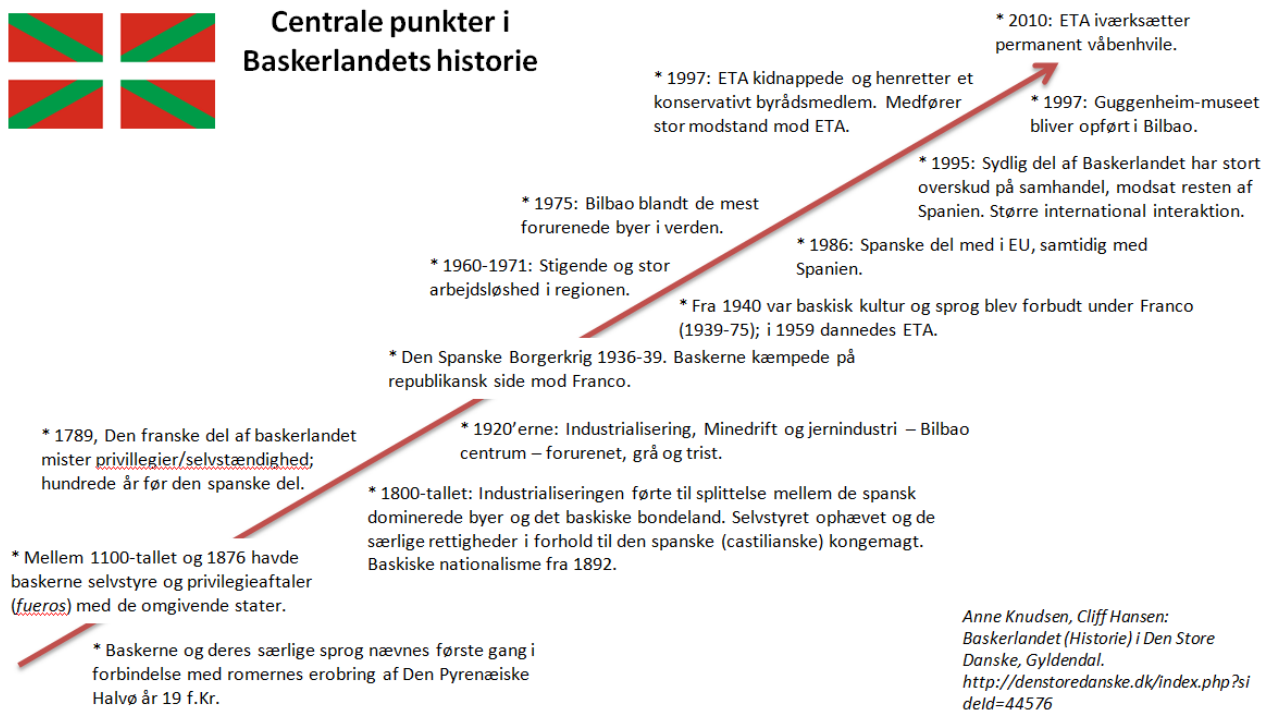 Centrale punkter i
Baskerlandets historie
* 2010: ETA iværksætter
permanent våbenhvile.
* 1997: ETA kidnappede og henretter et
konservativt byrådsmedlem. Medfører
stor modstand mod ETA.
* 1997: Guggenheim-museet
bliver opført i Bilbao.
* 1995: Sydlig del af Baskerlandet har stort
overskud på samhandel, modsat resten af
Spanien. Større international interaktion.
* 1975: Bilbao blandt de mest
forurenede byer i verden.
* 1986: Spanske del med i EU, samtidig med
Spanien.
* 1960-1971: Stigende og stor
arbejdsløshed i regionen.
* Fra 1940 var baskisk kultur og sprog blev forbudt under Franco
(1939-75); i 1959 dannedes ETA.
* Den Spanske Borgerkrig 1936-39. Baskerne kæmpede på
republikansk side mod Franco.
* 1789, Den franske del af baskerlandet
mister privillegier/selvstændighed;
hundrede år før den spanske del.
* 1920’erne: Industrialisering, Minedrift og jernindustri – Bilbao
centrum – forurenet, grå og trist.
* 1800-tallet: Industrialiseringen førte til splittelse mellem de spansk
dominerede byer og det baskiske bondeland. Selvstyret ophævet og de
særlige rettigheder i forhold til den spanske (castilianske) kongemagt.
Baskiske nationalisme fra 1892.
* Mellem 1100-tallet og 1876 havde
baskerne selvstyre og privilegieaftaler
(fueros) med de omgivende stater.
* Baskerne og deres særlige sprog nævnes første gang i
forbindelse med romernes erobring af Den Pyrenæiske
Halvø år 19 f.Kr.
Anne Knudsen, Cliff Hansen:
Baskerlandet (Historie) i Den Store
Danske, Gyldendal.
http://denstoredanske.dk/index.php?si
deId=44576